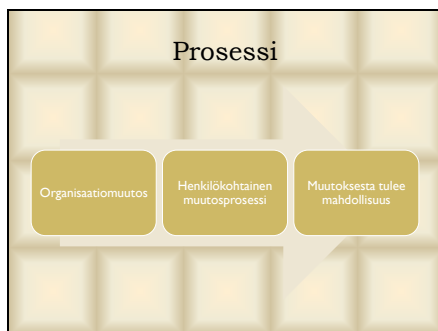 Prosessi
Organisaatiomuutos
Henkilökohtainen
muutosprosessi
Muutoksesta tulee
mahdollisuus